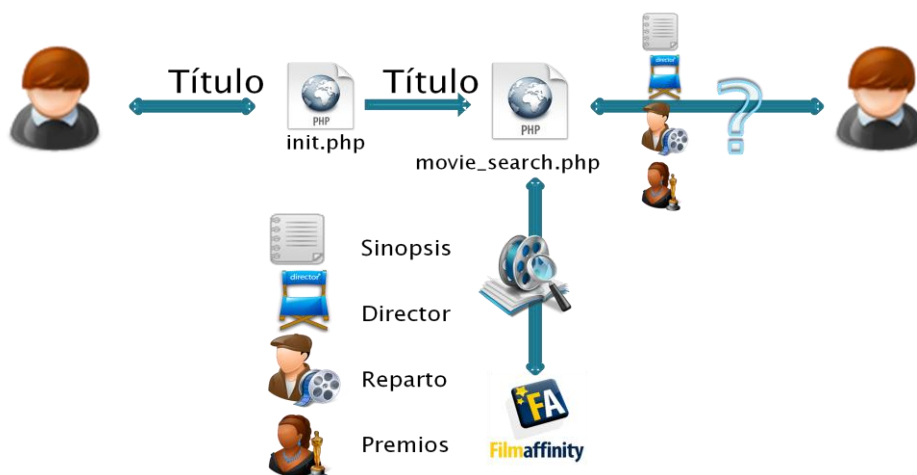 Título
Título
PHP
init.php
PHP
movie_search.php
director
?
Sinopsis
director
Director
Reparto
Premios
FA
Filmaffinity